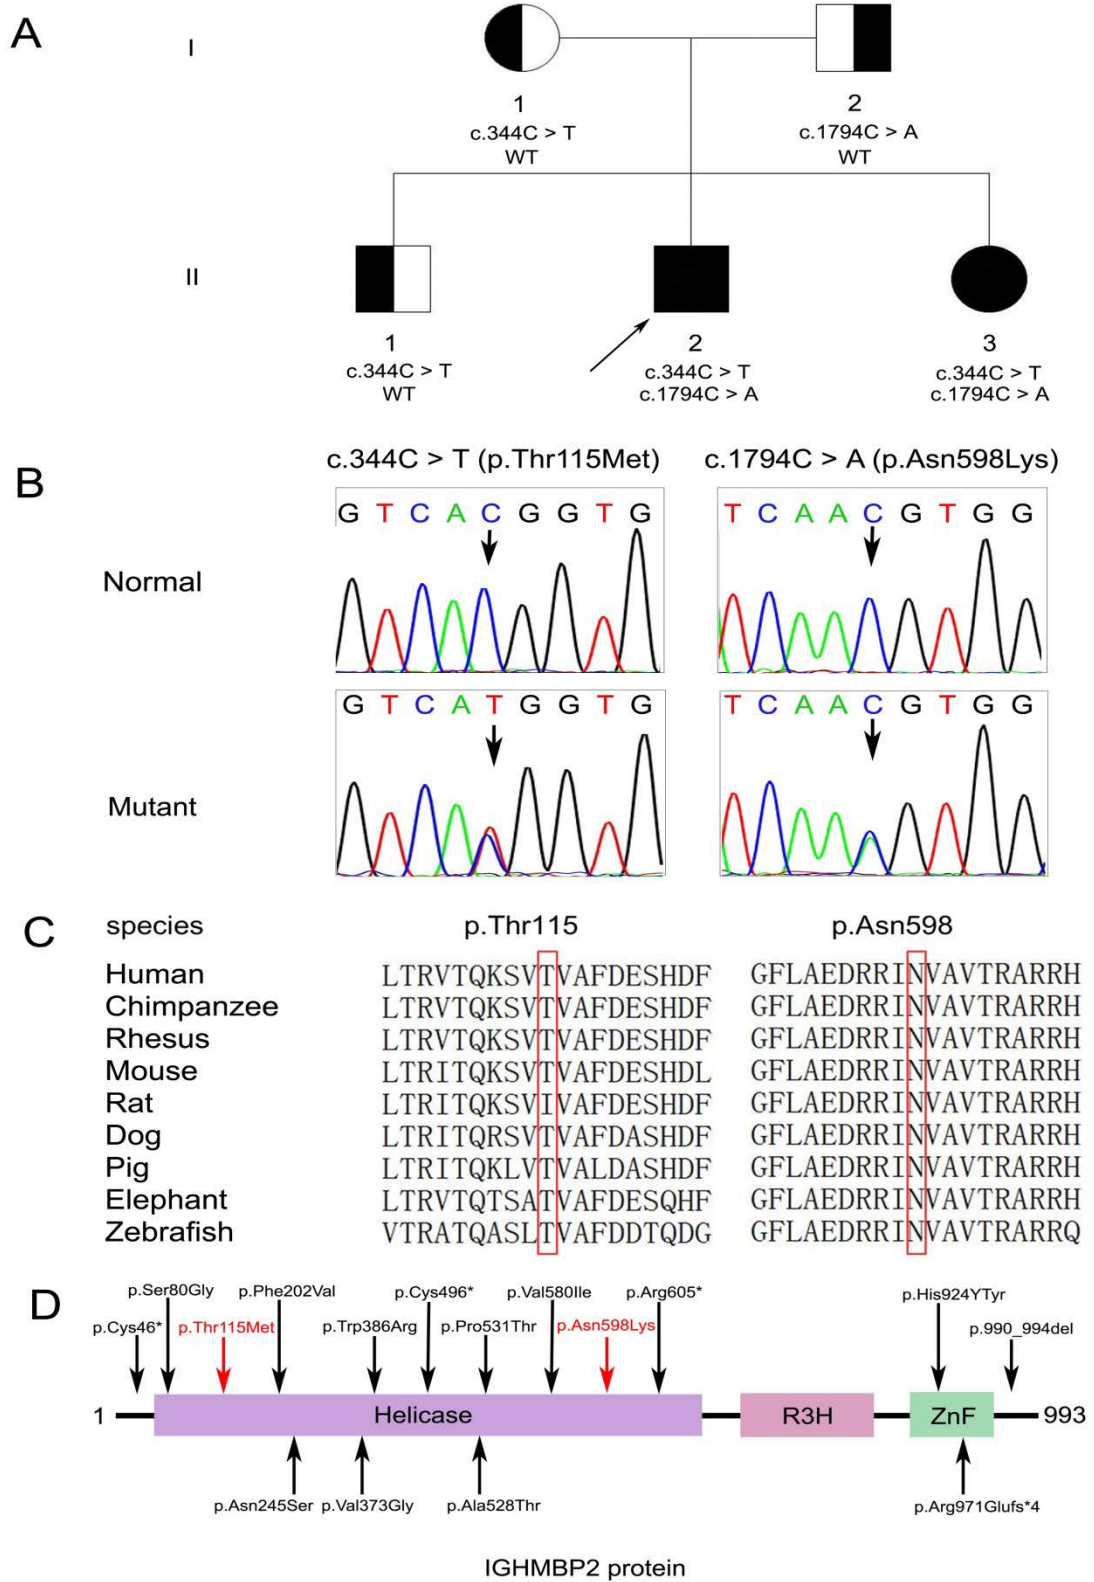 A
I
1
2
c.344C > T
c.1794C > A
WT
WT
II
1
2
3
c.344C > T
c.344C > T
c.344C > T
WT
c.1794C > A
c.1794C > A
B
c.344C > T (p.Thr115Met)
c.1794C > A (p.Asn598Lys)
Normal
G T C A C G G T G
T C A A C G T G G
Mutant
G T C A T G G T G
T C A A C G T G G
C
species p.Thr115 p.Asn598
Human LTRVTQKSVTVAFDESHDF GFLAEDRRINVAVTRARRH
Chimpanzee LTRVTQKSVTVAFDESHDF GFLAEDRRINVAVTRARRH
Rhesus LTRVTQKSVTVAFDESHDF GFLAEDRRINVAVTRARRH
Mouse LTRITQKSVTVAFDESHDL GFLAEDRRINVAVTRARRH
Rat LTRITQKSVIVAFDESHDF GFLAEDRRINVAVTRARRH
Dog LTRITQRSVTVAFDASHDF GFLAEDRRINVAVTRARRH
Pig LTRITQKLVTVALDASHDF GFLAEDRRINVAVTRARRH
Elephant LTRVTQTSATVAFDESQHF GFLAEDRRINVAVTRARRH
Zebrafish VTRATQASLTVAFDDTQDG GFLAEDRRINVAVTRARRQ
D
p.Ser80Gly p.Phe202Val p.Cys496* p.Val580Ile p.Arg605* p.His924YTyr
p.Cys46* p.Thr115Met p.Trp386Arg p.Pro531Thr p.Asn598Lys p.990_994del
1 Helicase R3H ZnF 993
p.Asn245Ser p.Val373Gly p.Ala528Thr p.Arg971Glufs*4
IGHMBP2 protein